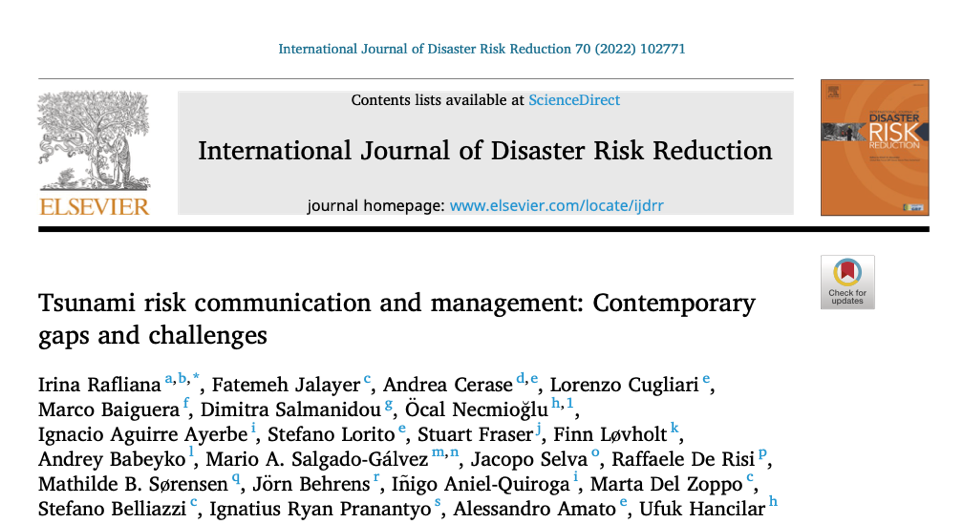 International Journal of Disaster Risk Reduction 70 (2022) 102771
Contents lists available at ScienceDirect
International Journal of Disaster Risk Reduction
journal homepage: www.elsevier.com/locate/ijdrr
ELSEVIER
DISASTER
RISK
REDUCTION
Check for
updates
Tsunami risk communication and management: Contemporary
gaps and challenges
Irina Rafliana a,b,*, Fatemeh Jalayer c, Andrea Cerase d,e, Lorenzo Cugliari e,
Marco Baiguera f, Dimitra Salmanidou g, Öcal Necmioğlu h,1,
Ignacio Aguirre Ayerbe i, Stefano Lorito e, Stuart Fraser j, Finn Løvholt k,
Andrey Babeyko l, Mario A. Salgado-Gálvez m,n, Jacopo Selva o, Raffaele De Risi p,
Mathilde B. Sørensen q, Jörn Behrens r, Iñigo Aniel-Quiroga i, Marta Del Zoppo c,
Stefano Belliazzi c, Ignatius Ryan Pranantyo s, Alessandro Amato e, Ufuk Hancilar h